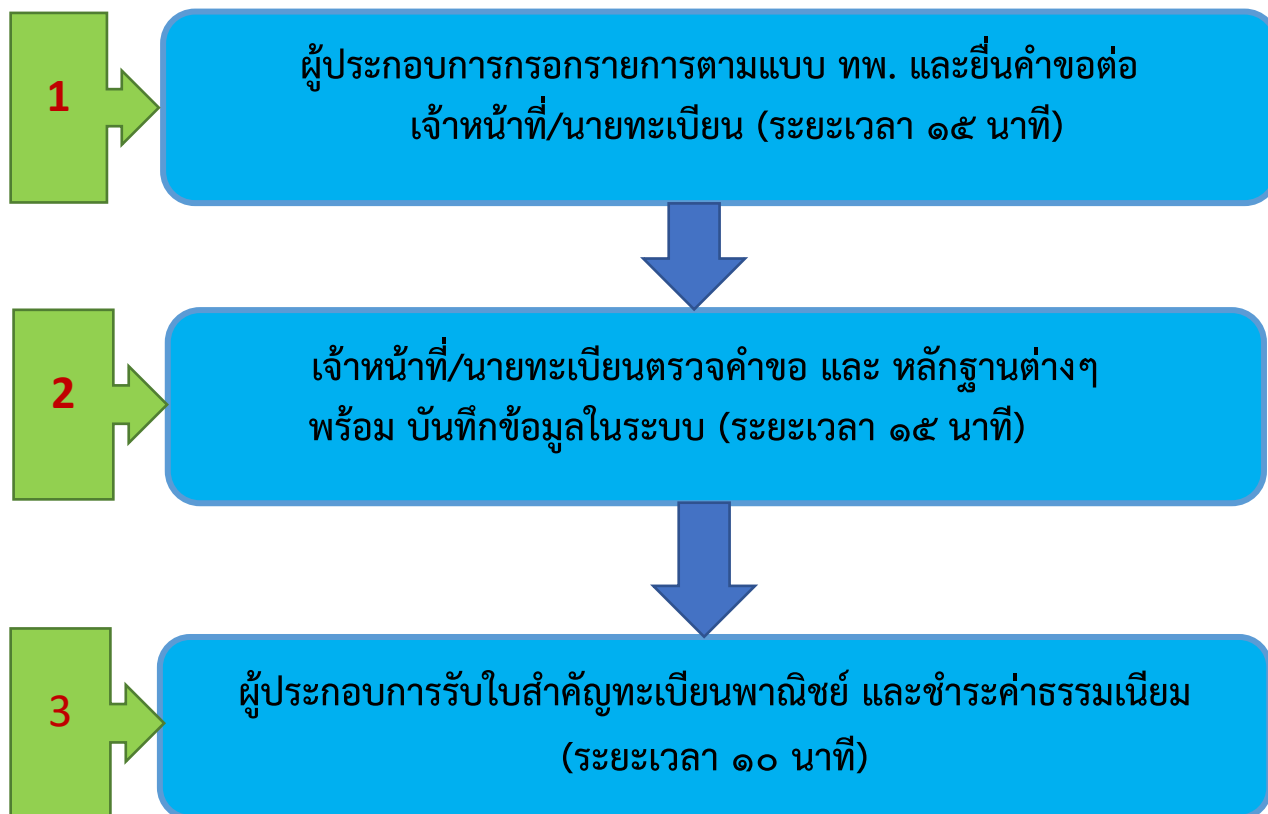 1
ผู้ประกอบการกรอกรายการตามแบบ ทพ. และยื่นคำขอต่อ
เจ้าหน้าที่/นายทะเบียน (ระยะเวลา ๑๕ นาที)
2
เจ้าหน้าที่/นายทะเบียนตรวจคำขอ และ หลักฐานต่างๆ
พร้อม บันทึกข้อมูลในระบบ (ระยะเวลา ๑๕ นาที)
3
ผู้ประกอบการรับใบสำคัญทะเบียนพาณิชย์ และชำระค่าธรรมเนียม
(ระยะเวลา ๑๐ นาที)